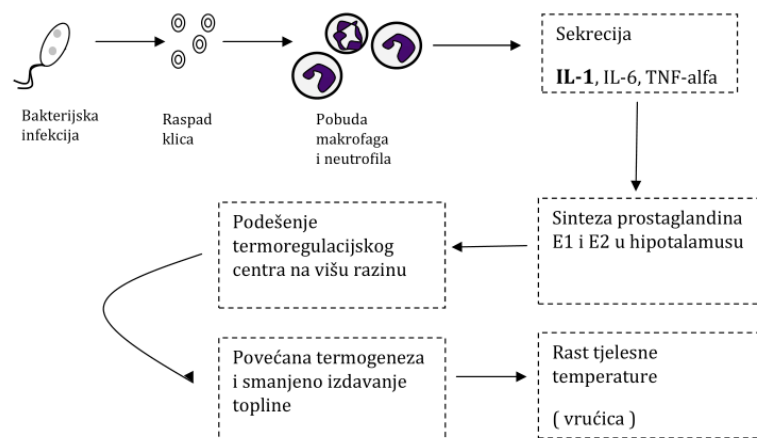 Bakterijska
infekcija
Raspad
klica
Pobuda
makrofaga
i neutrofila
Sekrecija
IL-1, IL-6, TNF-alfa
Sinteza prostaglandina
E1 i E2 u hipotalamusu
Podešenje
termoregulacijskog
centra na višu razinu
Povećana termogeneza
i smanjeno izdavanje
topline
Rast tjelesne
temperature
( vrućica )